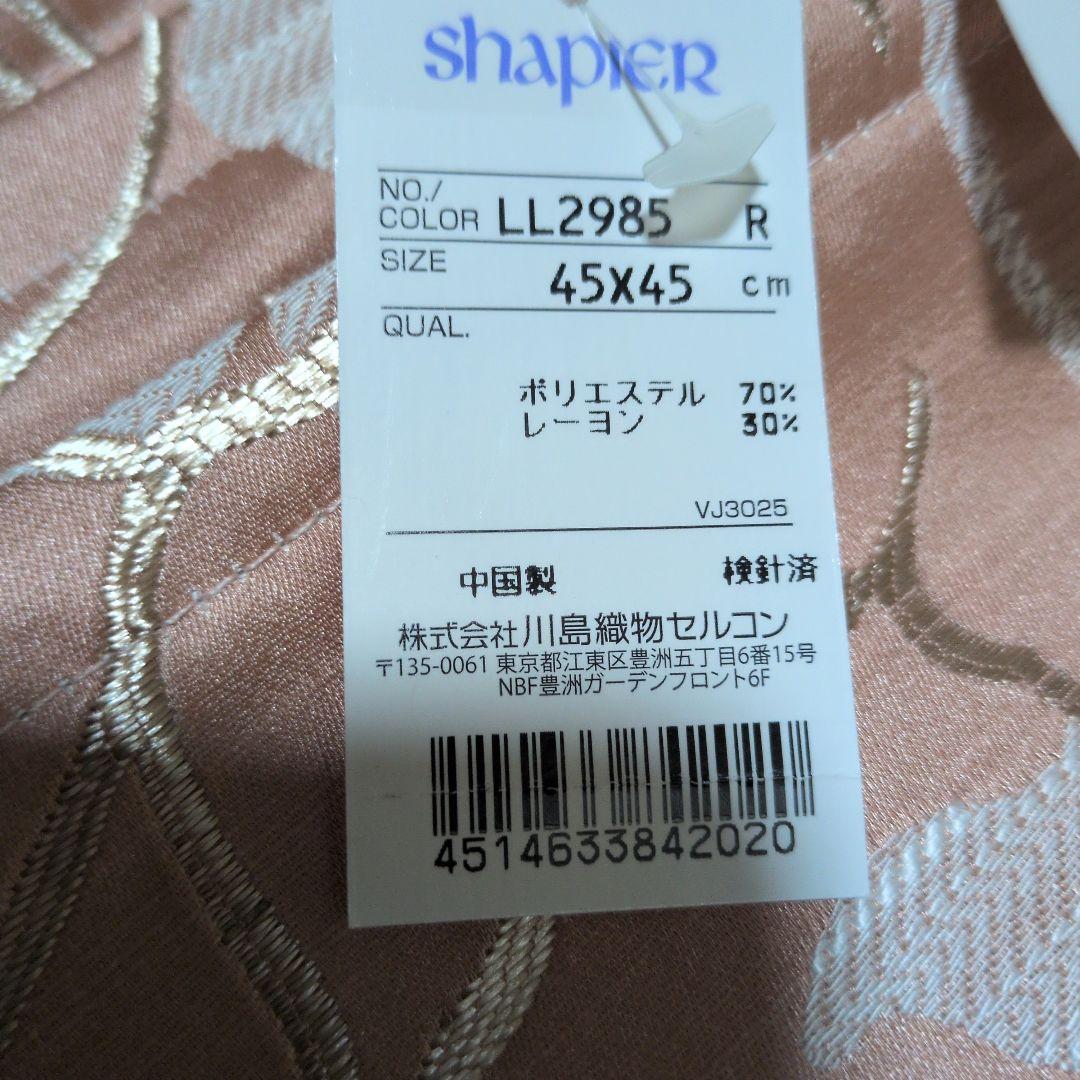 Shapier
NO./
COLOR LL2985 R
SIZE 45X45 cm
QUAL.
ポリエステル 70%
レーヨン 30%
VJ3025
中国製 検針済
株式会社川島織物セルコン
〒135-0061 東京都江東区豊洲五丁目6番15号
NBF豊洲ガーデンフロント6F
4514633842020